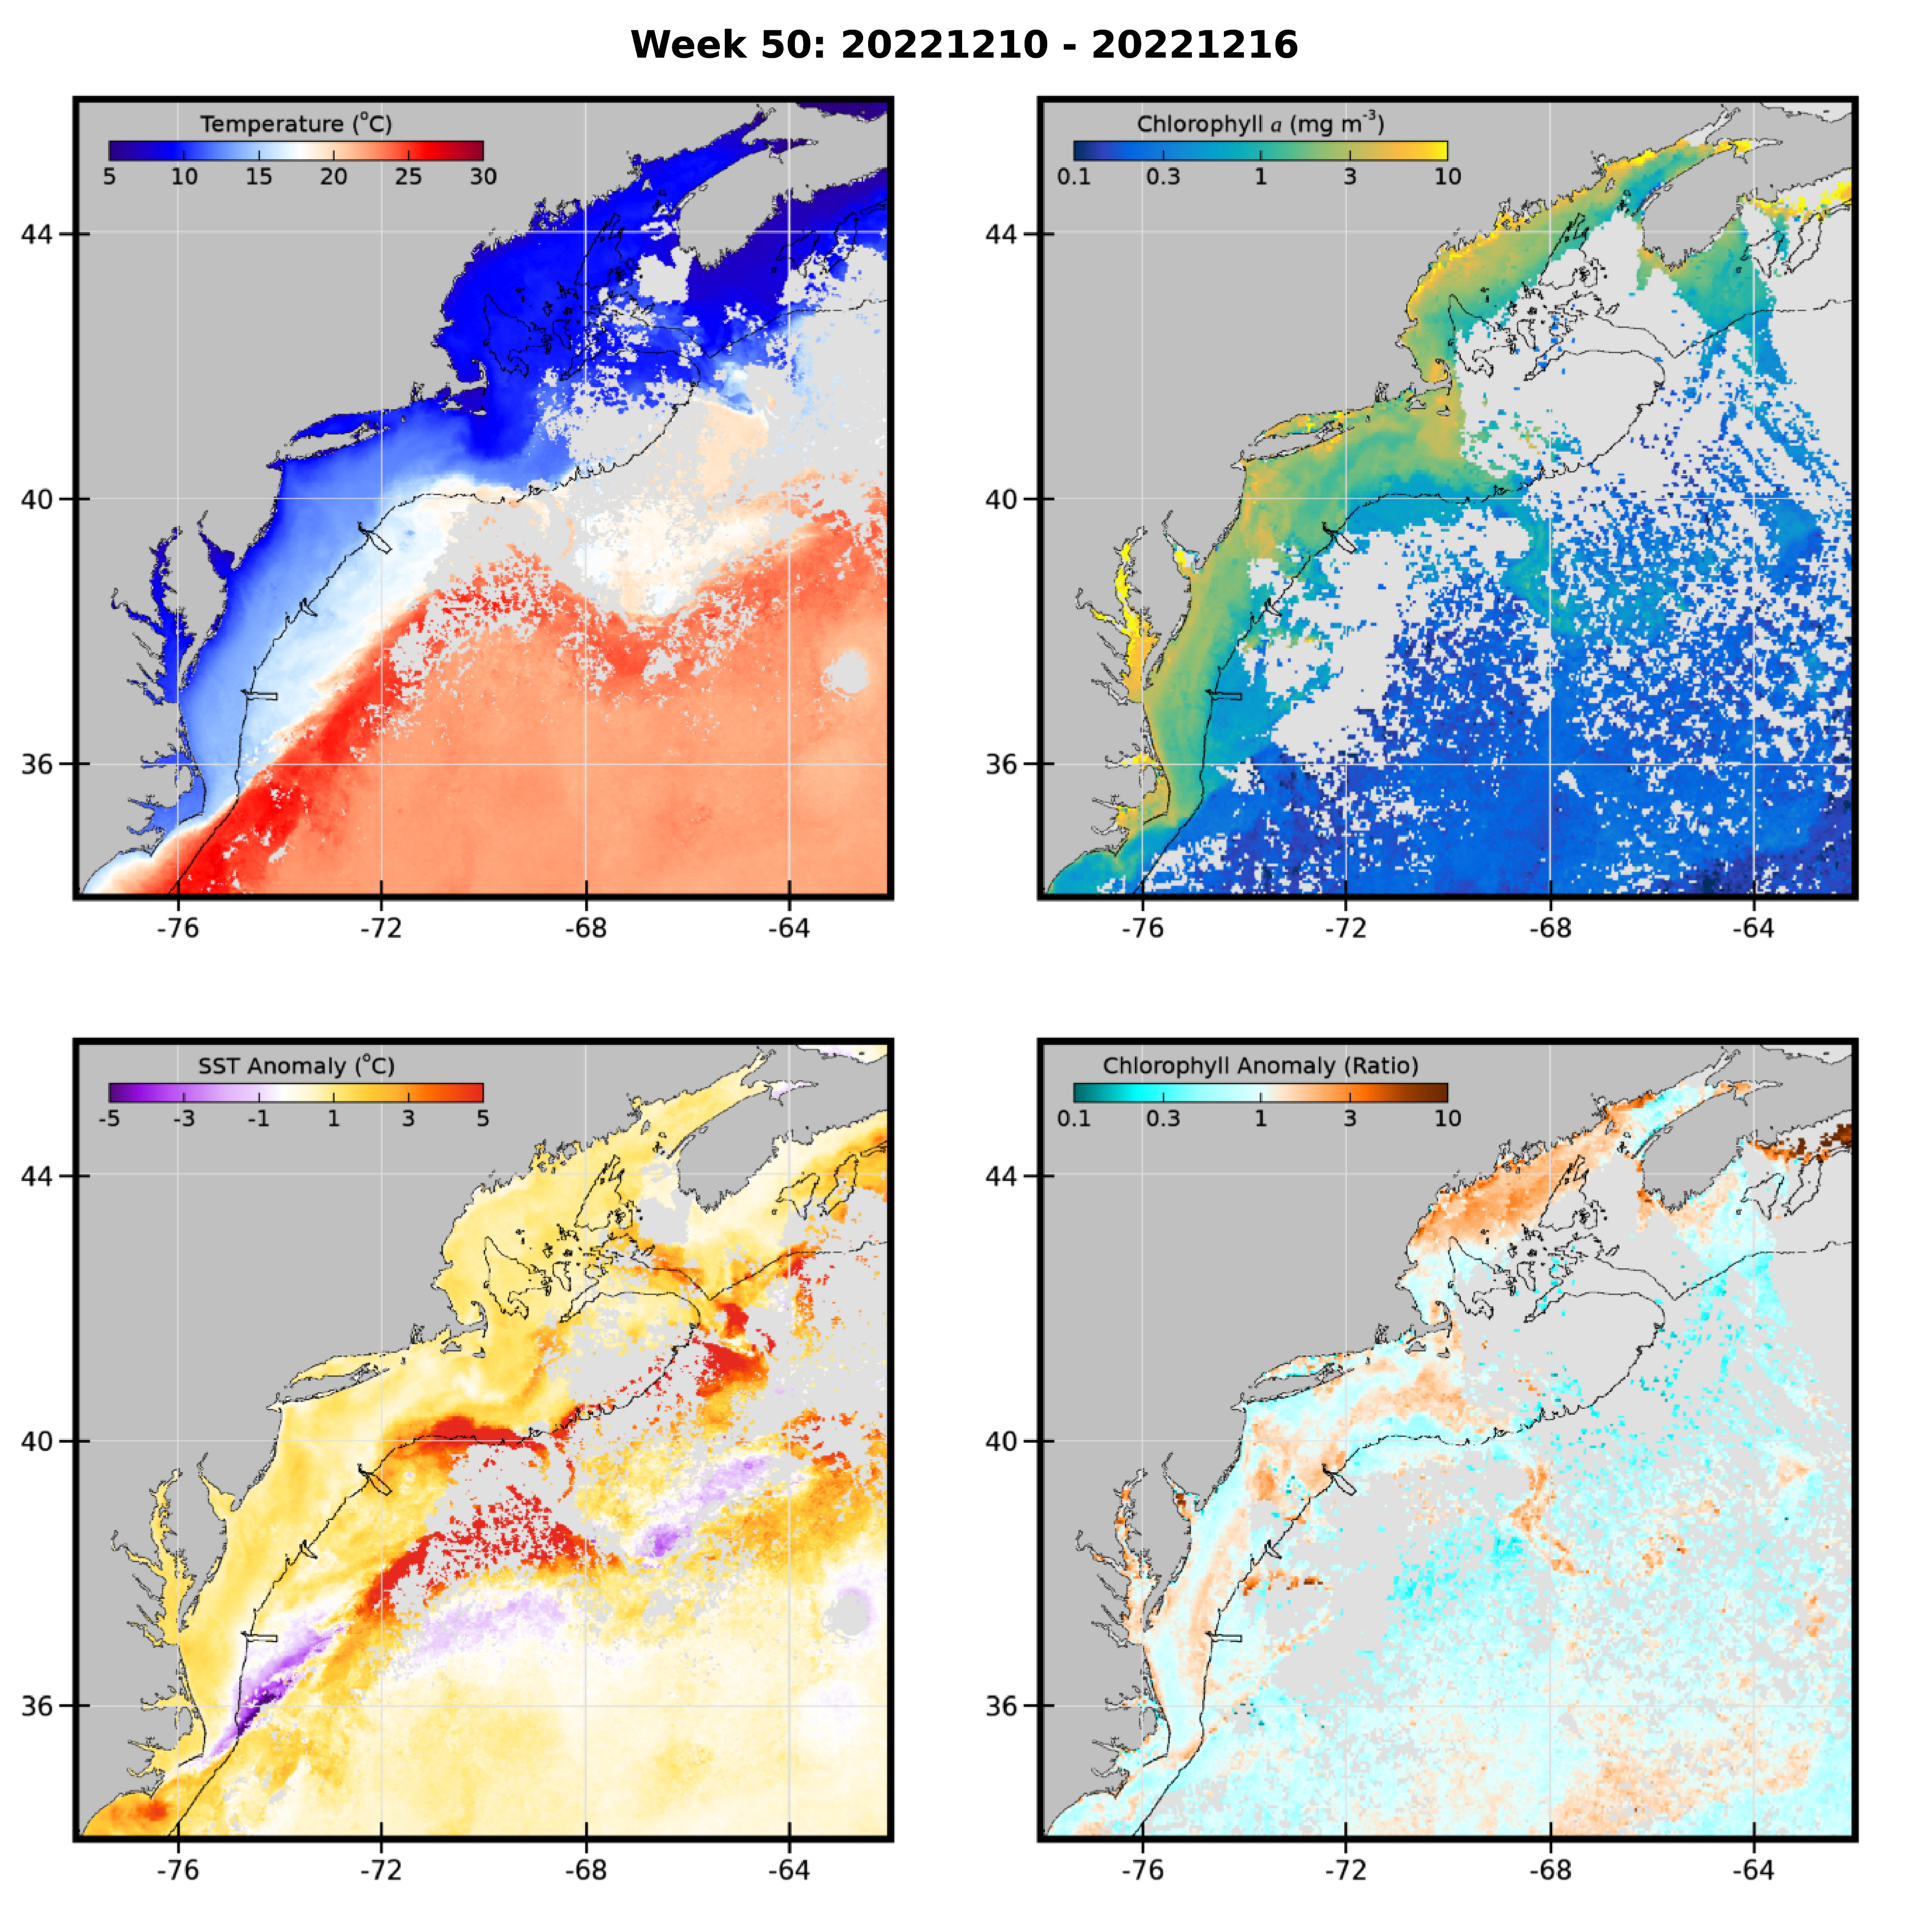 Week 50: 20221210 - 20221216
Temperature (°C)
5 10 15 20 25 30
44
40
36
-76 -72 -68 -64
Chlorophyll a (mg m⁻³)
0.1 0.3 1 3 10
44
40
36
-76 -72 -68 -64
SST Anomaly (°C)
-5 -3 -1 1 3 5
44
40
36
-76 -72 -68 -64
Chlorophyll Anomaly (Ratio)
0.1 0.3 1 3 10
44
40
36
-76 -72 -68 -64